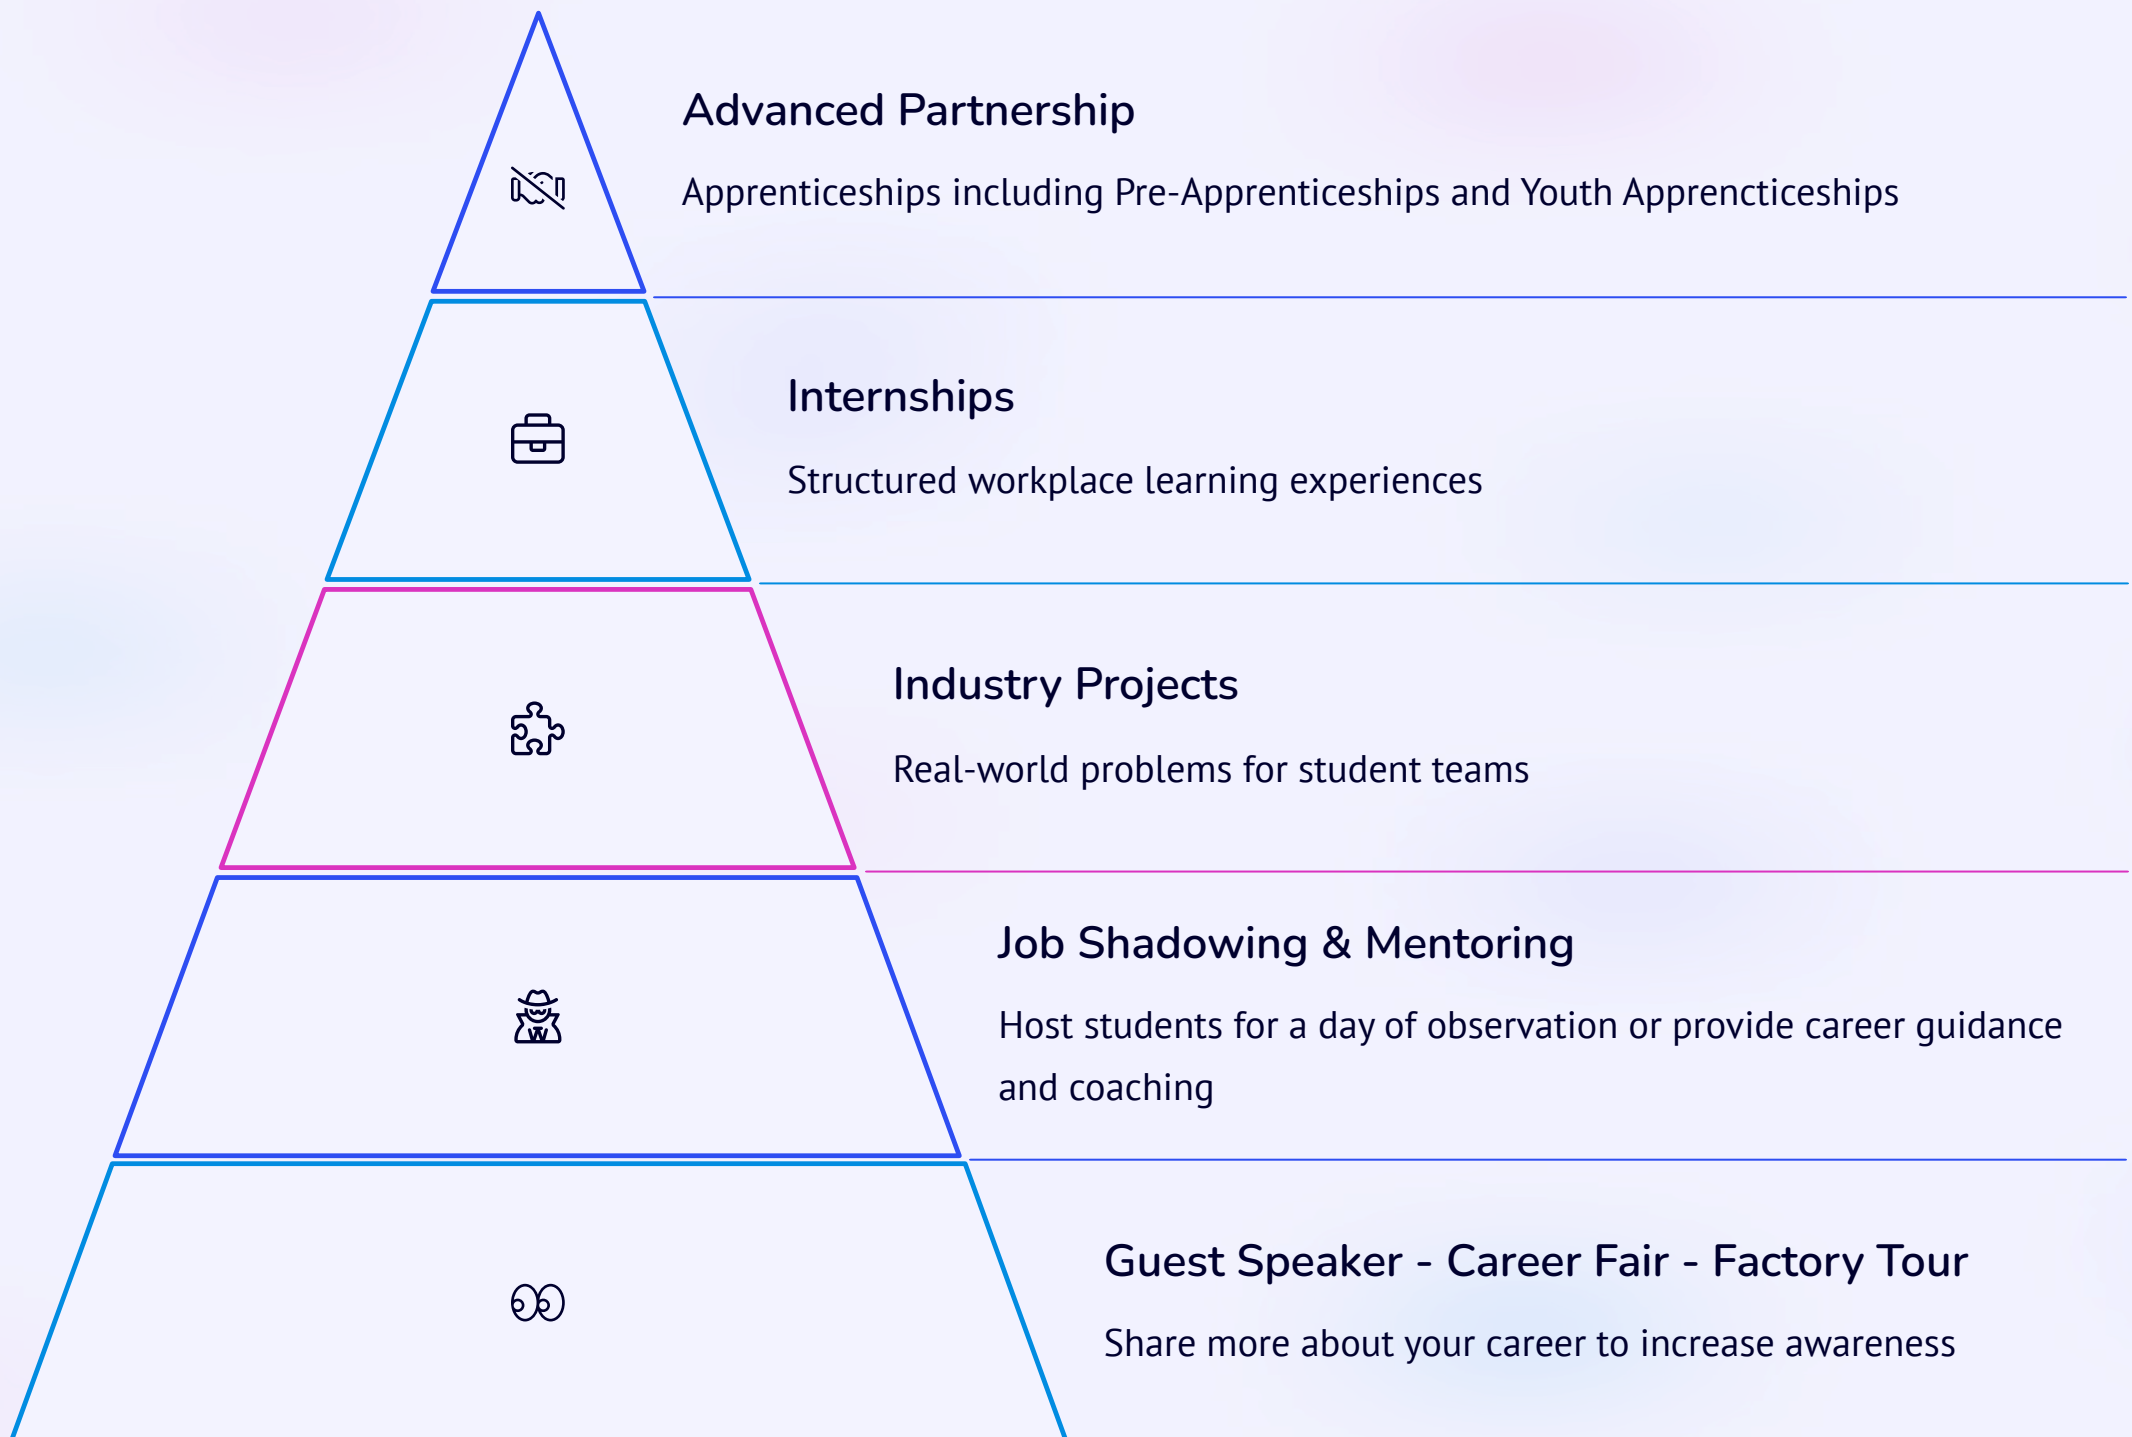 Advanced Partnership
Apprenticeships including Pre-Apprenticeships and Youth Apprencticeships
Internships
Structured workplace learning experiences
Industry Projects
Real-world problems for student teams
Job Shadowing & Mentoring
Host students for a day of observation or provide career guidance
and coaching
Guest Speaker - Career Fair - Factory Tour
Share more about your career to increase awareness